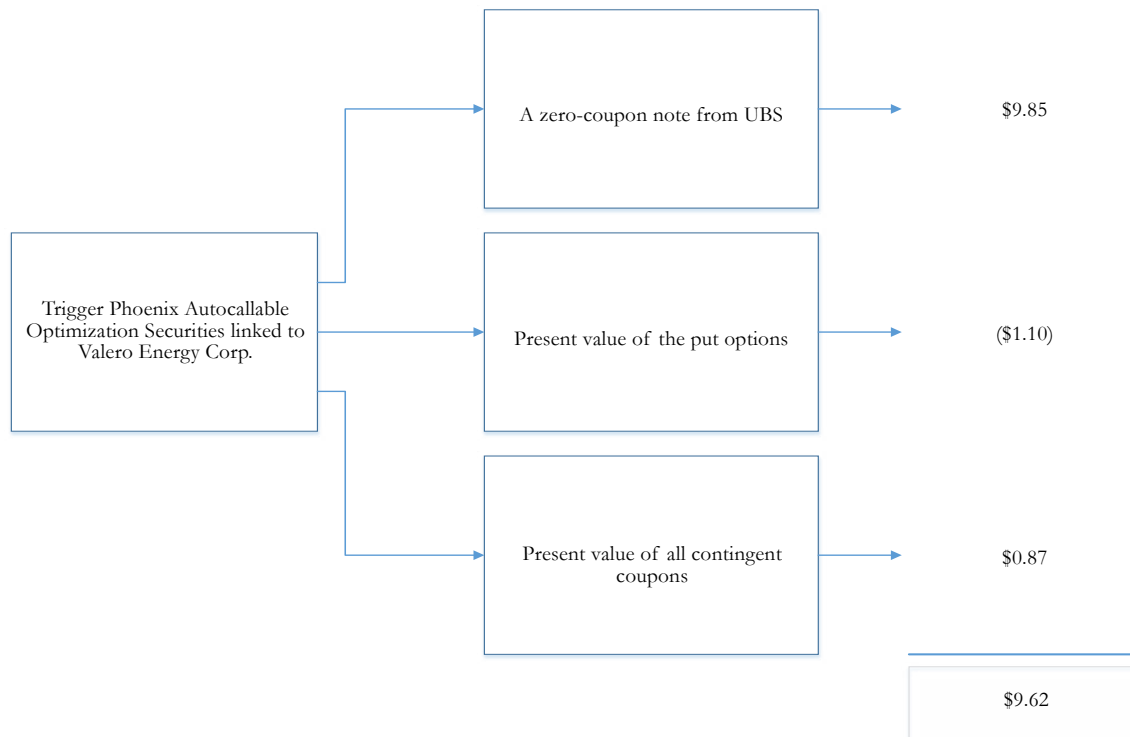 A zero-coupon note from UBS
$9.85
Trigger Phoenix Autocallable
Optimization Securities linked to
Valero Energy Corp.
Present value of the put options
($1.10)
Present value of all contingent
coupons
$0.87
$9.62